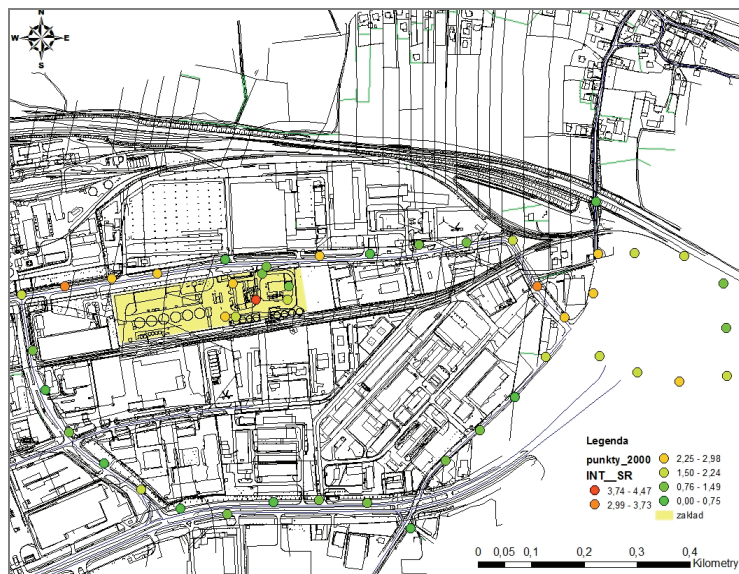 N
W E
S
Legenda
punkty_2000
INT__SR
3,74 - 4,47
2,99 - 3,73
2,25 - 2,98
1,50 - 2,24
0,76 - 1,49
0,00 - 0,75
zaklad
0 0,05 0,1 0,2 0,3 0,4
Kilometry